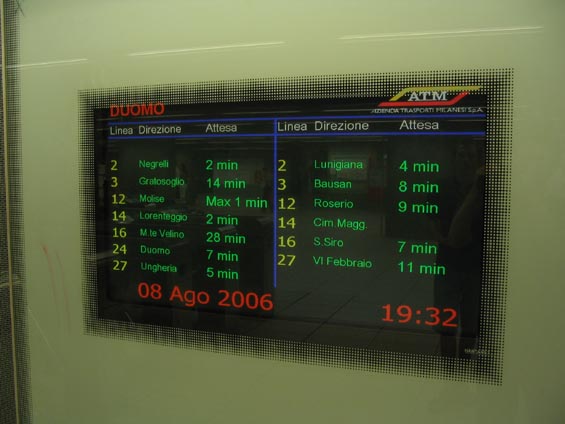 DUOMO
ATM
AZIENDA TRASPORTI MILANESI S.p.A.
Linea Direzione Attesa
2 Negrelli 2 min
3 Gratosoglio 14 min
12 Molise Max 1 min
14 Lorenteggio 2 min
16 M.te Velino 28 min
24 Duomo 7 min
27 Ungheria 5 min
Linea Direzione Attesa
2 Lunigiana 4 min
3 Bausan 8 min
12 Roserio 9 min
14 Cim.Magg.
16 S.Siro 7 min
27 VI Febbraio 11 min
08 Ago 2006
19:32